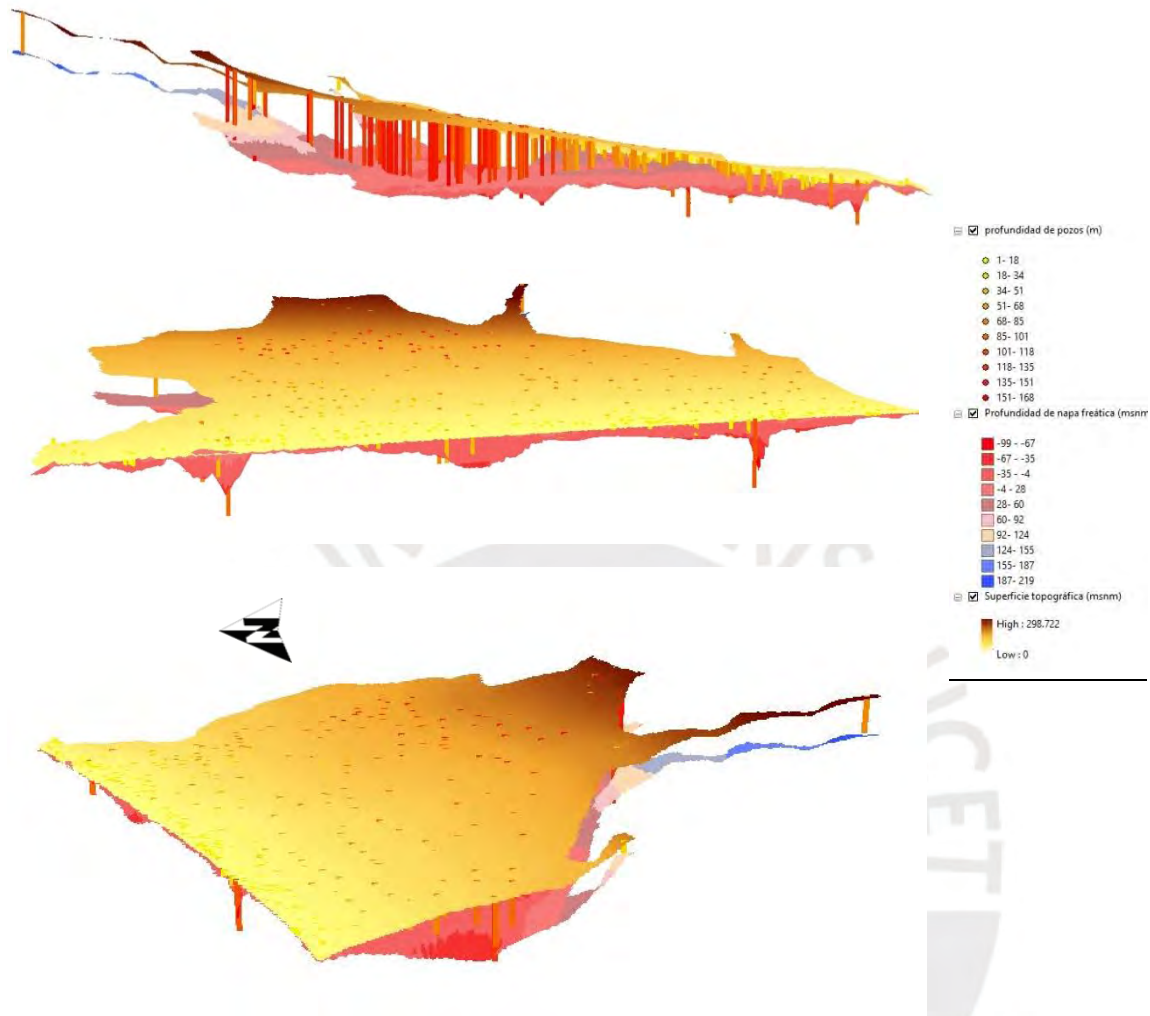 profundidad de pozos (m)
1- 18
18- 34
34- 51
51- 68
68- 85
85- 101
101- 118
118- 135
135- 151
151- 168
Profundidad de napa freática (msnm
-99 - -67
-67 - -35
-35 - -4
-4 - 28
28- 60
60- 92
92- 124
124- 155
155- 187
187- 219
Superficie topográfica (msnm)
High : 298.722
Low : 0
N